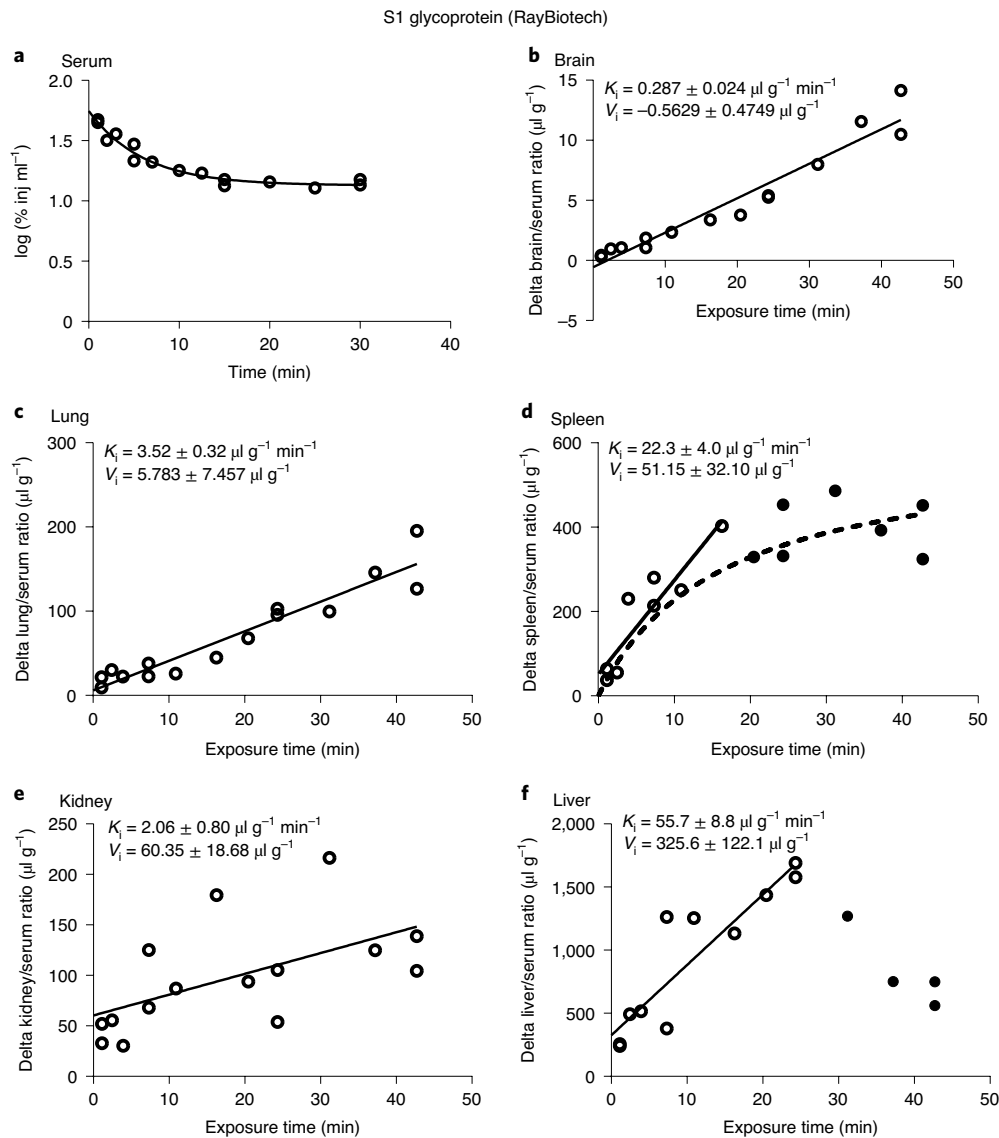 S1 glycoprotein (RayBiotech)
a
Serum
log (% inj ml⁻¹)
2.0
1.5
1.0
0.5
0
0 10 20 30 40
Time (min)
b
Brain
Kᵢ = 0.287 ± 0.024 µl g⁻¹ min⁻¹
Vᵢ = –0.5629 ± 0.4749 µl g⁻¹
Delta brain/serum ratio (µl g⁻¹)
15
10
5
0
–5
10 20 30 40 50
Exposure time (min)
c
Lung
Kᵢ = 3.52 ± 0.32 µl g⁻¹ min⁻¹
Vᵢ = 5.783 ± 7.457 µl g⁻¹
Delta lung/serum ratio (µl g⁻¹)
300
200
100
0
0 10 20 30 40 50
Exposure time (min)
d
Spleen
Kᵢ = 22.3 ± 4.0 µl g⁻¹ min⁻¹
Vᵢ = 51.15 ± 32.10 µl g⁻¹
Delta spleen/serum ratio (µl g⁻¹)
600
400
200
0
0 10 20 30 40 50
Exposure time (min)
e
Kidney
Kᵢ = 2.06 ± 0.80 µl g⁻¹ min⁻¹
Vᵢ = 60.35 ± 18.68 µl g⁻¹
Delta kidney/serum ratio (µl g⁻¹)
250
200
150
100
50
0
0 10 20 30 40 50
Exposure time (min)
f
Liver
Kᵢ = 55.7 ± 8.8 µl g⁻¹ min⁻¹
Vᵢ = 325.6 ± 122.1 µl g⁻¹
Delta liver/serum ratio (µl g⁻¹)
2,000
1,500
1,000
500
0
0 10 20 30 40 50
Exposure time (min)